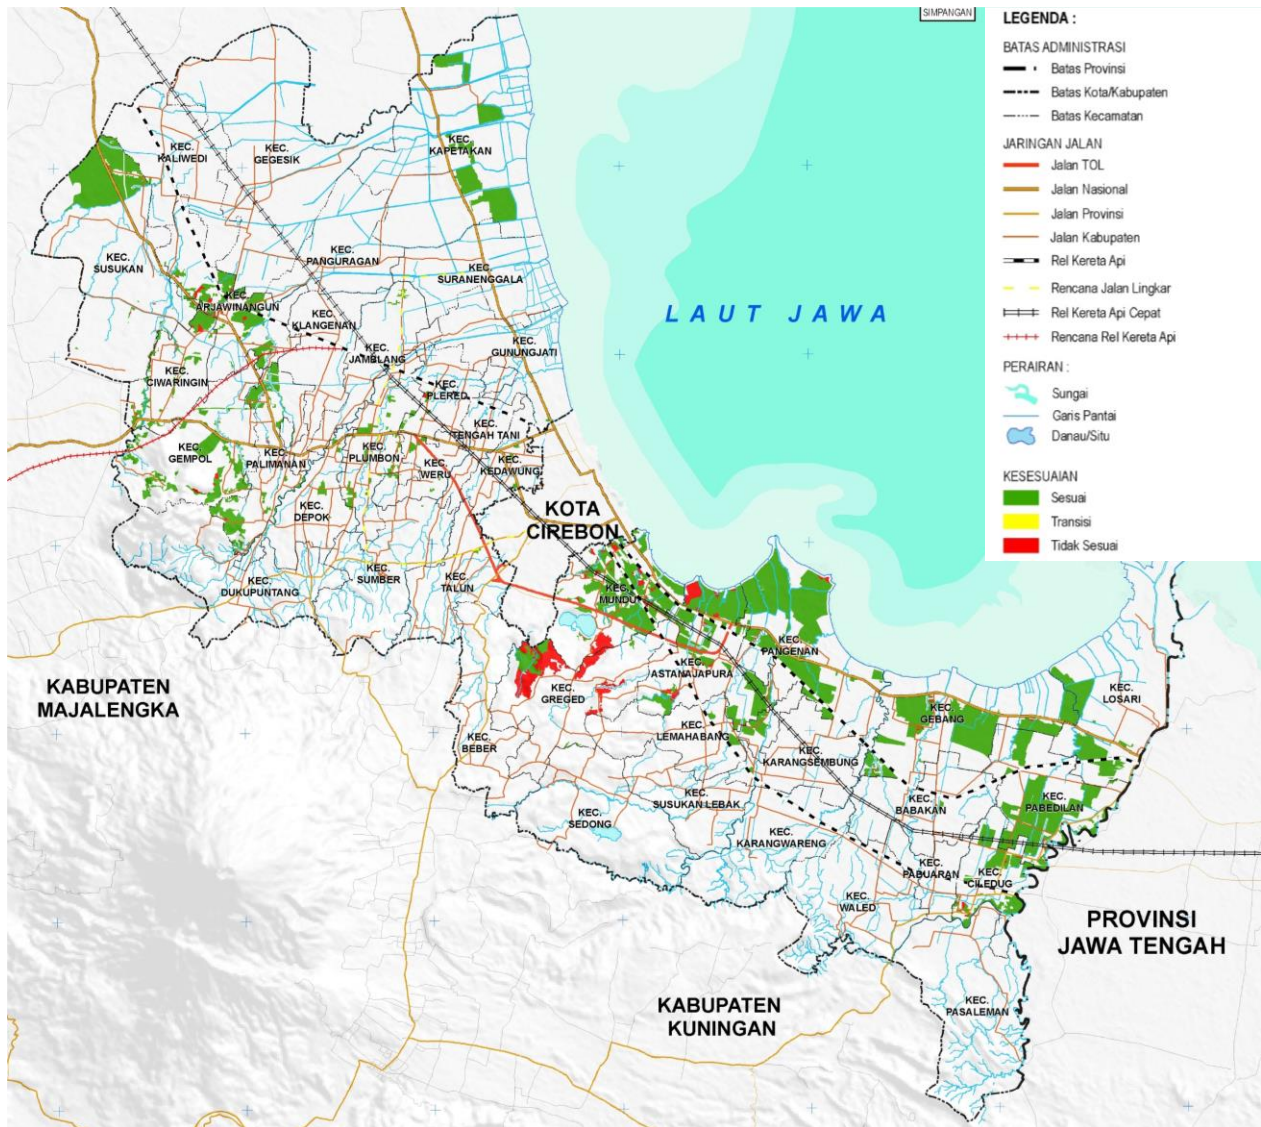 SIMPANGAN
LEGENDA :
BATAS ADMINISTRASI
Batas Provinsi
Batas Kota/Kabupaten
Batas Kecamatan
JARINGAN JALAN
Jalan TOL
Jalan Nasional
Jalan Provinsi
Jalan Kabupaten
Rel Kereta Api
Rencana Jalan Lingkar
Rel Kereta Api Cepat
Rencana Rel Kereta Api
PERAIRAN :
Sungai
Garis Pantai
Danau/Situ
KESESUAIAN
Sesuai
Transisi
Tidak Sesuai
KEC.
KALIWEDI
KEC.
GEGESIK
KEC.
KAPETAKAN
KEC.
SUSUKAN
KEC.
PANGURAGAN
KEC.
SURANENGGALA
KEC.
ARJAWINANGUN
KEC.
KLANGENAN
LAUT JAWA
KEC.
JAMBLANG
KEC.
GUNUNGJATI
KEC.
CIWARINGIN
KEC.
PLERED
KEC.
TENGAH TANI
KEC.
GEMPOL
KEC.
PALIMANAN
KEC.
PLUMBON
KEC.
WERU
KEC.
KEDAWUNG
KEC.
DEPOK
KOTA
CIREBON
KEC.
DUKUPUNTANG
KEC.
SUMBER
KEC.
TALUN
KEC.
MUNDU
KEC.
PANGENAN
KEC.
ASTANAJAPURA
KABUPATEN
MAJALENGKA
KEC.
GREGED
KEC.
LOSARI
KEC.
GEBANG
KEC.
LEMAHABANG
KEC.
BEBER
KEC.
KARANGSEMBUNG
KEC.
SUSUKAN LEBAK
KEC.
BABAKAN
KEC.
PABEDILAN
KEC.
SEDONG
KEC.
KARANGWARENG
KEC.
PABUARAN
KEC.
CILEDUG
KEC.
WALED
PROVINSI
JAWA TENGAH
KABUPATEN
KUNINGAN
KEC.
PASALEMAN